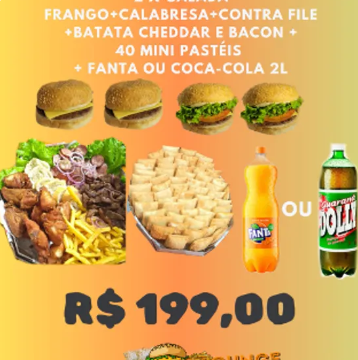 FRANGO+CALABRESA+CONTRA FILE
+BATATA CHEDDAR E BACON +
40 MINI PASTÉIS
+ FANTA OU COCA-COLA 2L
FANTA
OU
Guaraná
DOLLY
R$ 199,00